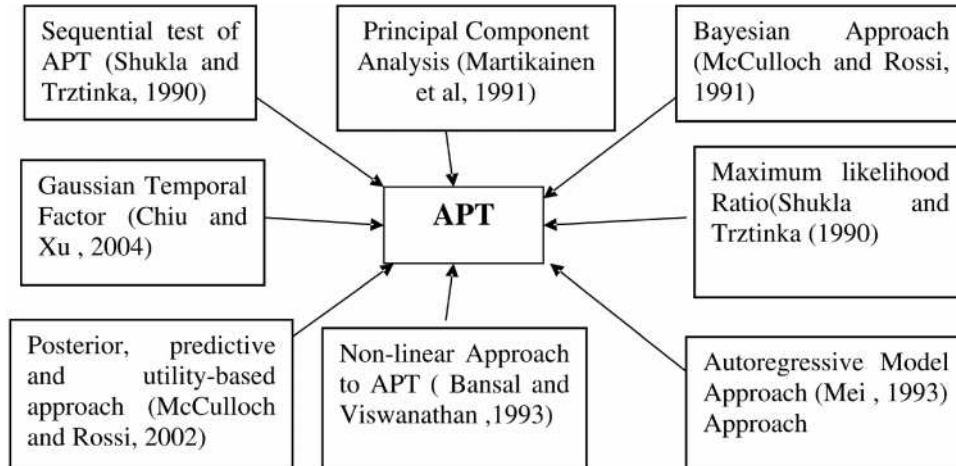 Sequential test of
APT (Shukla and
Trztinka, 1990)
Principal Component
Analysis (Martikainen
et al, 1991)
Bayesian Approach
(McCulloch and Rossi,
1991)
Gaussian Temporal
Factor (Chiu and
Xu , 2004)
APT
Maximum likelihood
Ratio(Shukla and
Trztinka (1990)
Posterior, predictive
and utility-based
approach (McCulloch
and Rossi, 2002)
Non-linear Approach
to APT ( Bansal and
Viswanathan ,1993)
Autoregressive Model
Approach (Mei , 1993)
Approach